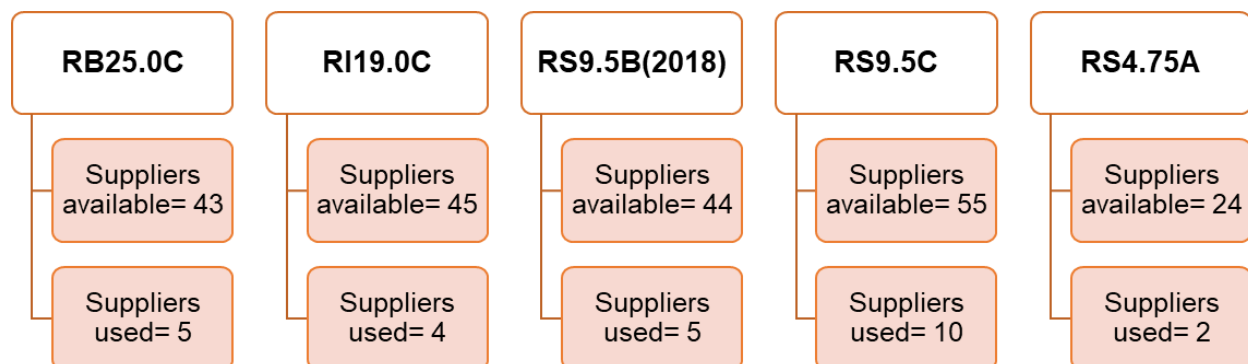 RB25.0C
Suppliers
available= 43
Suppliers
used= 5
RI19.0C
Suppliers
available= 45
Suppliers
used= 4
RS9.5B(2018)
Suppliers
available= 44
Suppliers
used= 5
RS9.5C
Suppliers
available= 55
Suppliers
used= 10
RS4.75A
Suppliers
available= 24
Suppliers
used= 2